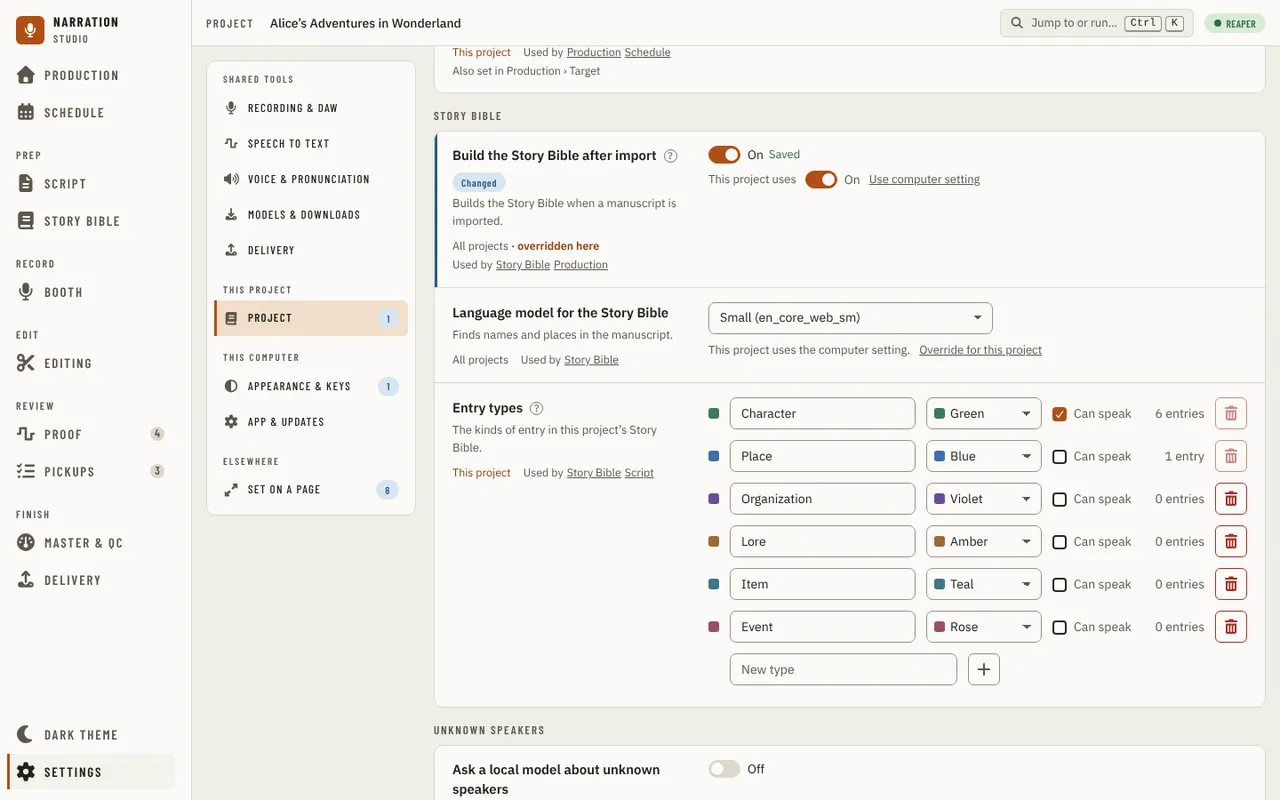 NARRATION
STUDIO
PRODUCTION
SCHEDULE
PREP
SCRIPT
STORY BIBLE
RECORD
BOOTH
EDIT
EDITING
REVIEW
PROOF 4
PICKUPS 3
FINISH
MASTER & QC
DELIVERY
DARK THEME
SETTINGS
PROJECT Alice's Adventures in Wonderland
Jump to or run… Ctrl K
REAPER
SHARED TOOLS
RECORDING & DAW
SPEECH TO TEXT
VOICE & PRONUNCIATION
MODELS & DOWNLOADS
DELIVERY
THIS PROJECT
PROJECT 1
THIS COMPUTER
APPEARANCE & KEYS 1
APP & UPDATES
ELSEWHERE
SET ON A PAGE 8
This project Used by Production Schedule
Also set in Production › Target
STORY BIBLE
Build the Story Bible after import ?
Changed
Builds the Story Bible when a manuscript is
imported.
All projects · overridden here
Used by Story Bible Production
On Saved
This project uses On Use computer setting
Language model for the Story Bible
Finds names and places in the manuscript.
All projects Used by Story Bible
Small (en_core_web_sm)
This project uses the computer setting. Override for this project
Entry types ?
The kinds of entry in this project's Story
Bible.
This project Used by Story Bible Script
Character Green Can speak 6 entries
Place Blue Can speak 1 entry
Organization Violet Can speak 0 entries
Lore Amber Can speak 0 entries
Item Teal Can speak 0 entries
Event Rose Can speak 0 entries
New type
UNKNOWN SPEAKERS
Ask a local model about unknown
speakers
Off